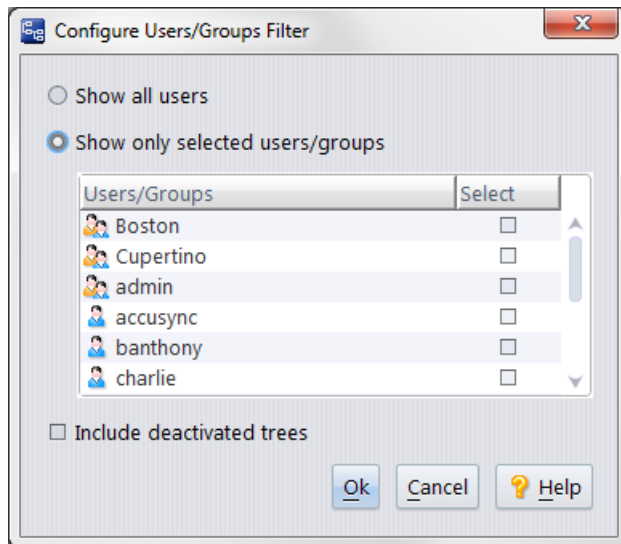 Configure Users/Groups Filter
Show all users
Show only selected users/groups
Users/Groups Select
Boston
Cupertino
admin
accusync
banthony
charlie
Include deactivated trees
Ok Cancel Help